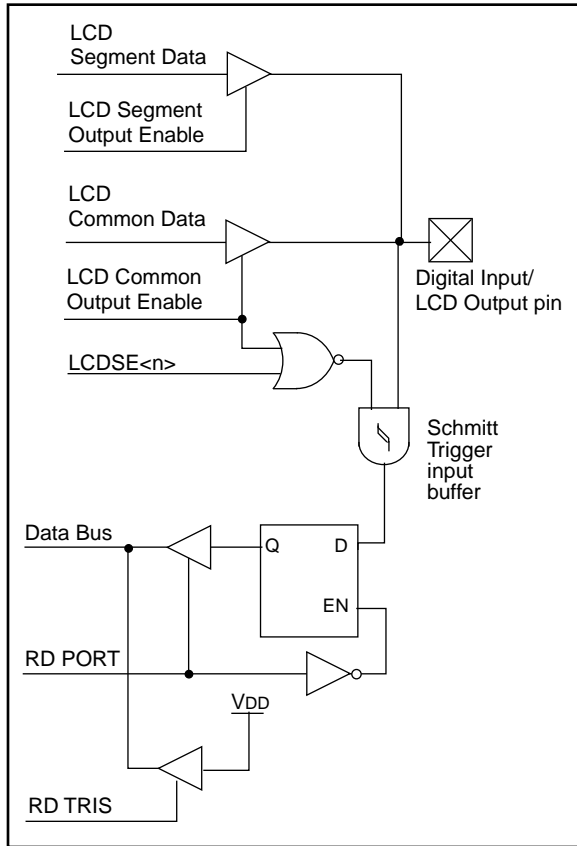 LCD
Segment Data
LCD Segment
Output Enable
LCD
Common Data
LCD Common
Output Enable
Digital Input/
LCD Output pin
LCDSE<n>
Schmitt
Trigger
input
buffer
Data Bus
Q
D
EN
RD PORT
VDD
RD TRIS